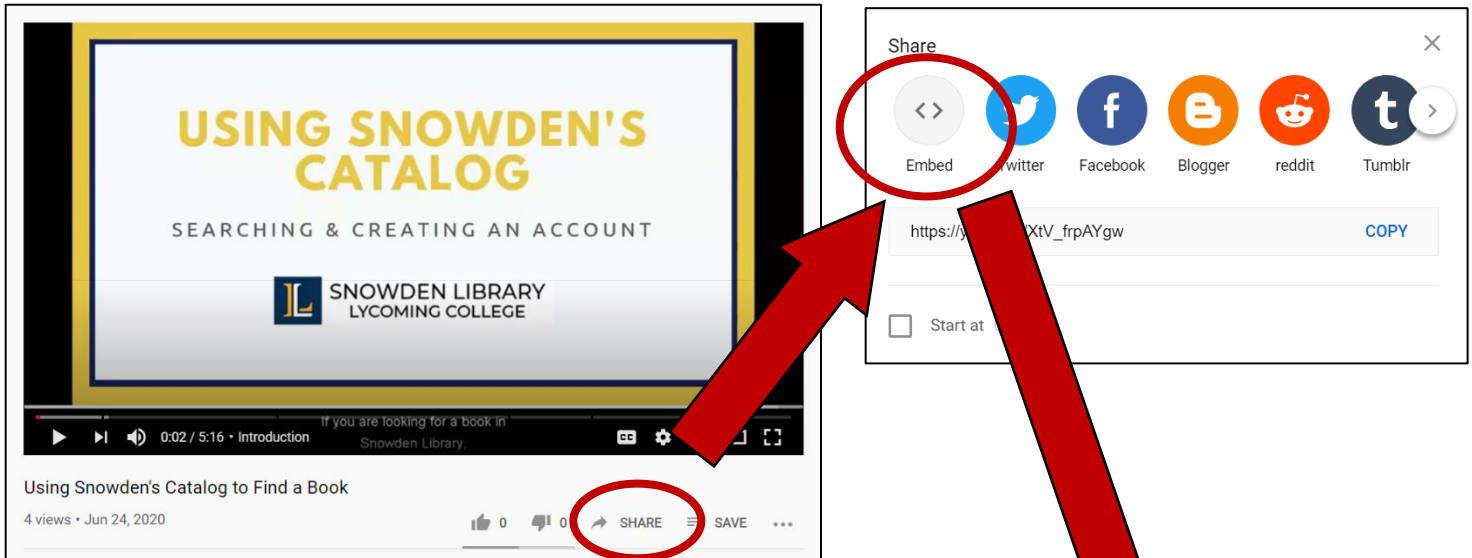 USING SNOWDEN'S
CATALOG
SEARCHING & CREATING AN ACCOUNT
SNOWDEN LIBRARY
LYCOMING COLLEGE
If you are looking for a book in
Snowden Library,
0:02 / 5:16 • Introduction
CC
Using Snowden's Catalog to Find a Book
4 views • Jun 24, 2020
0
0
SHARE
SAVE
Share
Embed
Twitter
Facebook
Blogger
reddit
Tumblr
https://y XtV_frpAYgw
COPY
Start at